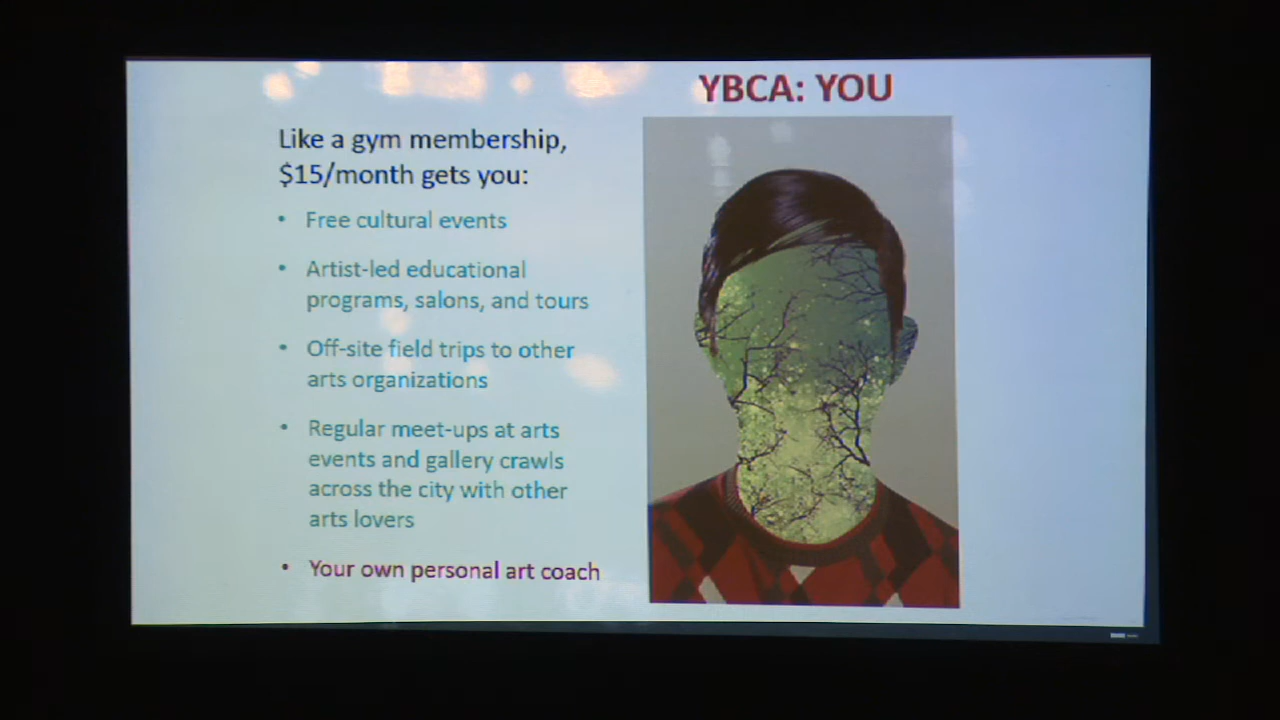 YBCA: YOU
Like a gym membership,
$15/month gets you:
• Free cultural events
• Artist-led educational
programs, salons, and tours
• Off-site field trips to other
arts organizations
• Regular meet-ups at arts
events and gallery crawls
across the city with other
arts lovers
• Your own personal art coach